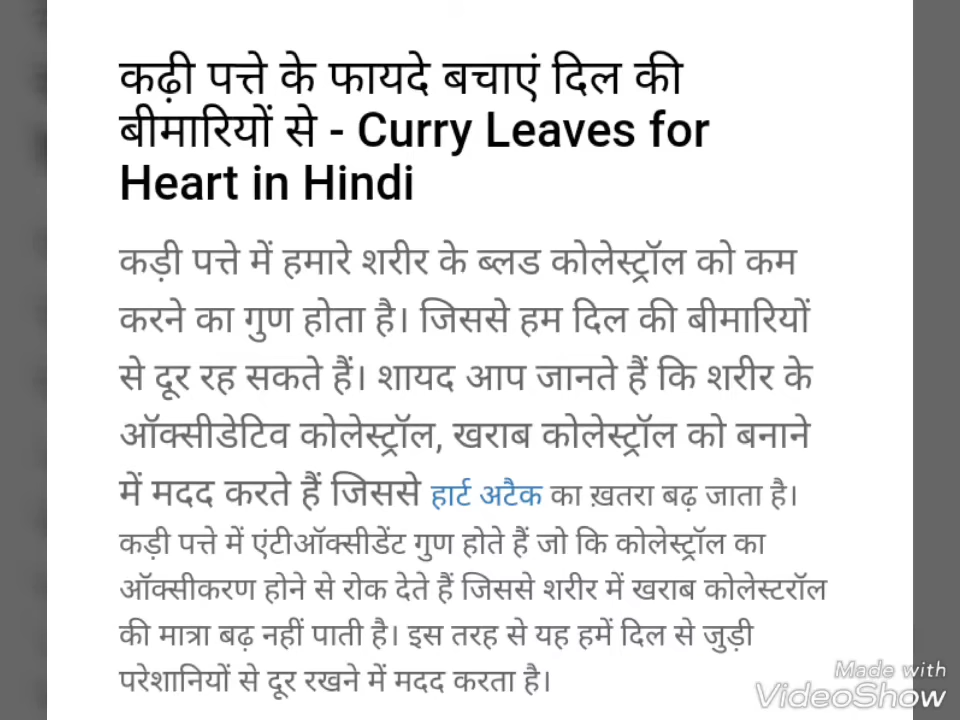 कढ़ी पत्ते के फायदे बचाएं दिल की
बीमारियों से - Curry Leaves for
Heart in Hindi
कड़ी पत्ते में हमारे शरीर के ब्लड कोलेस्ट्रॉल को कम
करने का गुण होता है। जिससे हम दिल की बीमारियों
से दूर रह सकते हैं। शायद आप जानते हैं कि शरीर के
ऑक्सीडेटिव कोलेस्ट्रॉल, खराब कोलेस्ट्रॉल को बनाने
में मदद करते हैं जिससे हार्ट अटैक का ख़तरा बढ़ जाता है।
कड़ी पत्ते में एंटीऑक्सीडेंट गुण होते हैं जो कि कोलेस्ट्रॉल का
ऑक्सीकरण होने से रोक देते हैं जिससे शरीर में खराब कोलेस्टरॉल
की मात्रा बढ़ नहीं पाती है। इस तरह से यह हमें दिल से जुड़ी
परेशानियों से दूर रखने में मदद करता है।
Made with
VideoShow